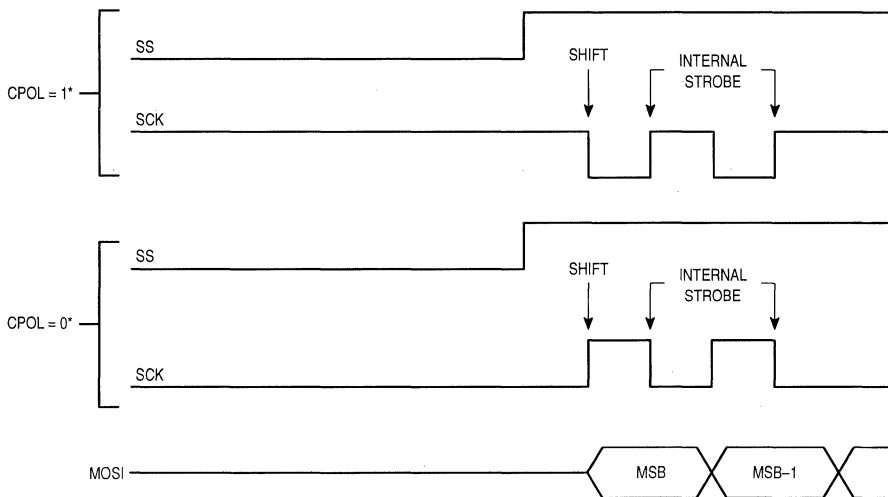 SS
SHIFT
INTERNAL
STROBE
CPOL = 1*
SCK
SS
SHIFT
INTERNAL
STROBE
CPOL = 0*
SCK
MOSI
MSB
MSB–1